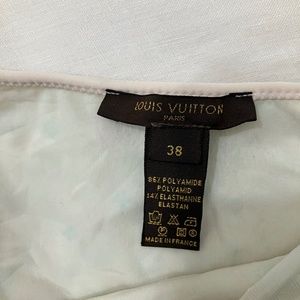 LOUIS VUITTON
PARIS
38
86% POLYAMIDE
POLYAMID
14% ELASTHANNE
ELASTAN
MADE IN FRANCE